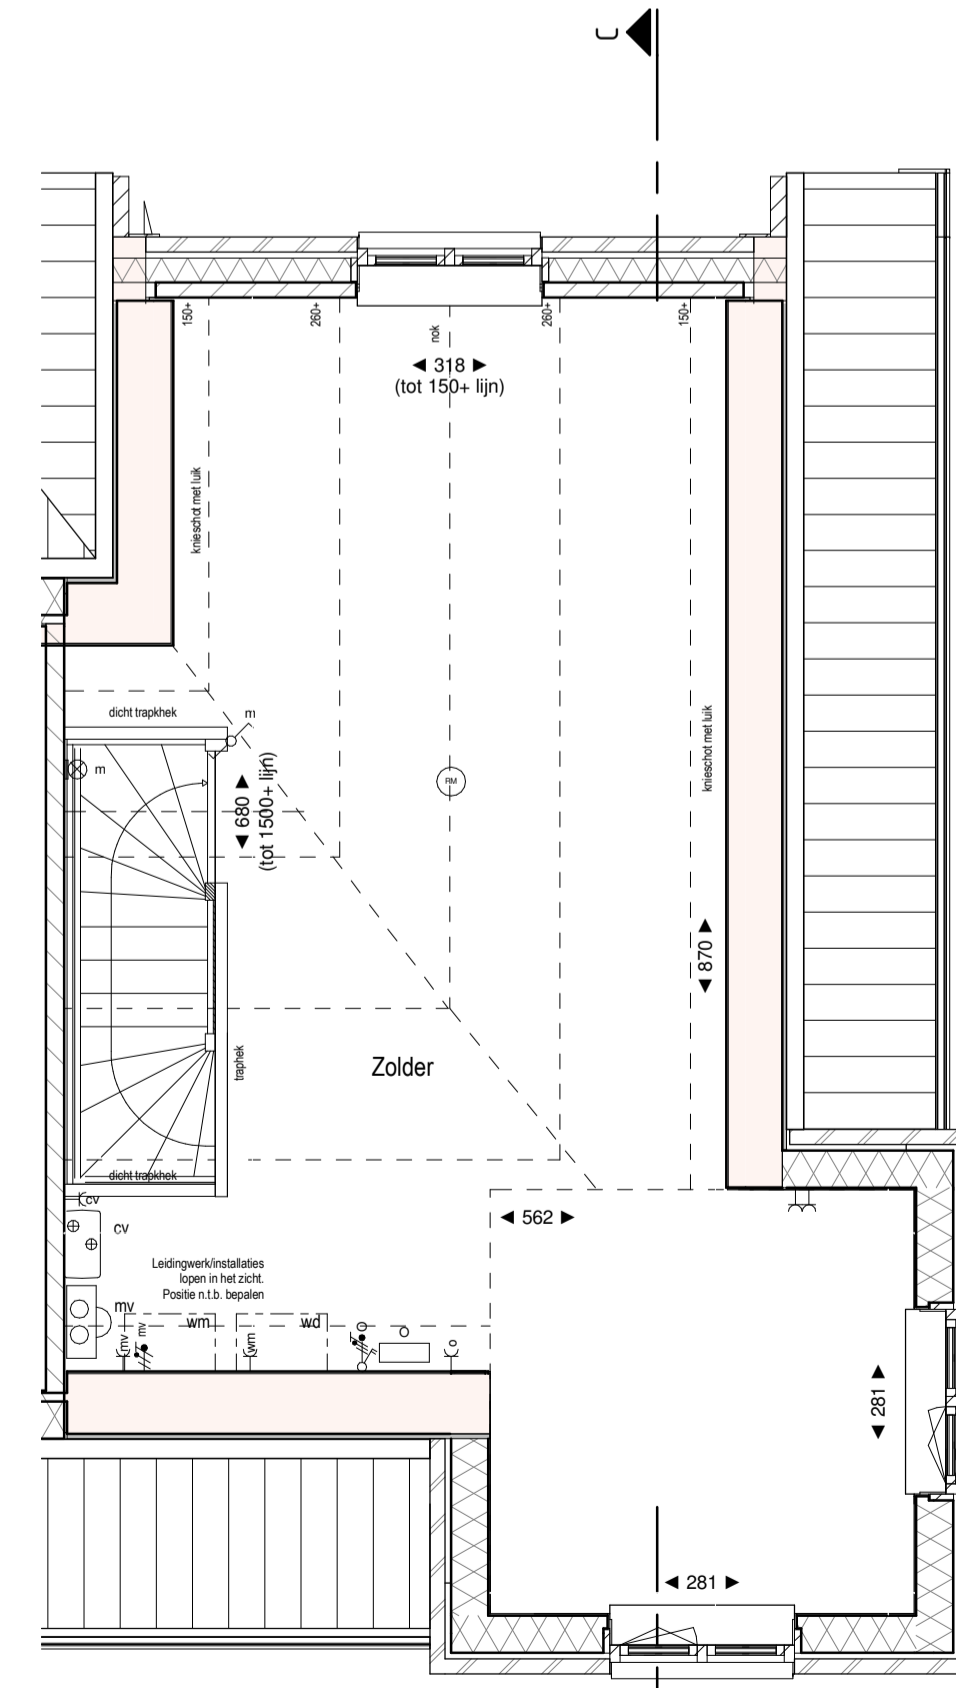 C
150+
260+
nok
260+
150+
318
(tot 150+ lijn)
knieschot met luik
dicht trapkhek
m
m
680
(tot 1500+ lijn)
RM
knieschot met luik
870
Zolder
traphek
dicht trapkhek
cv
cv
562
Leidingwerk/installaties
lopen in het zicht.
Positie n.t.b. bepalen
mv
mv
mv
wm
wm
wd
O
O
o
281
281